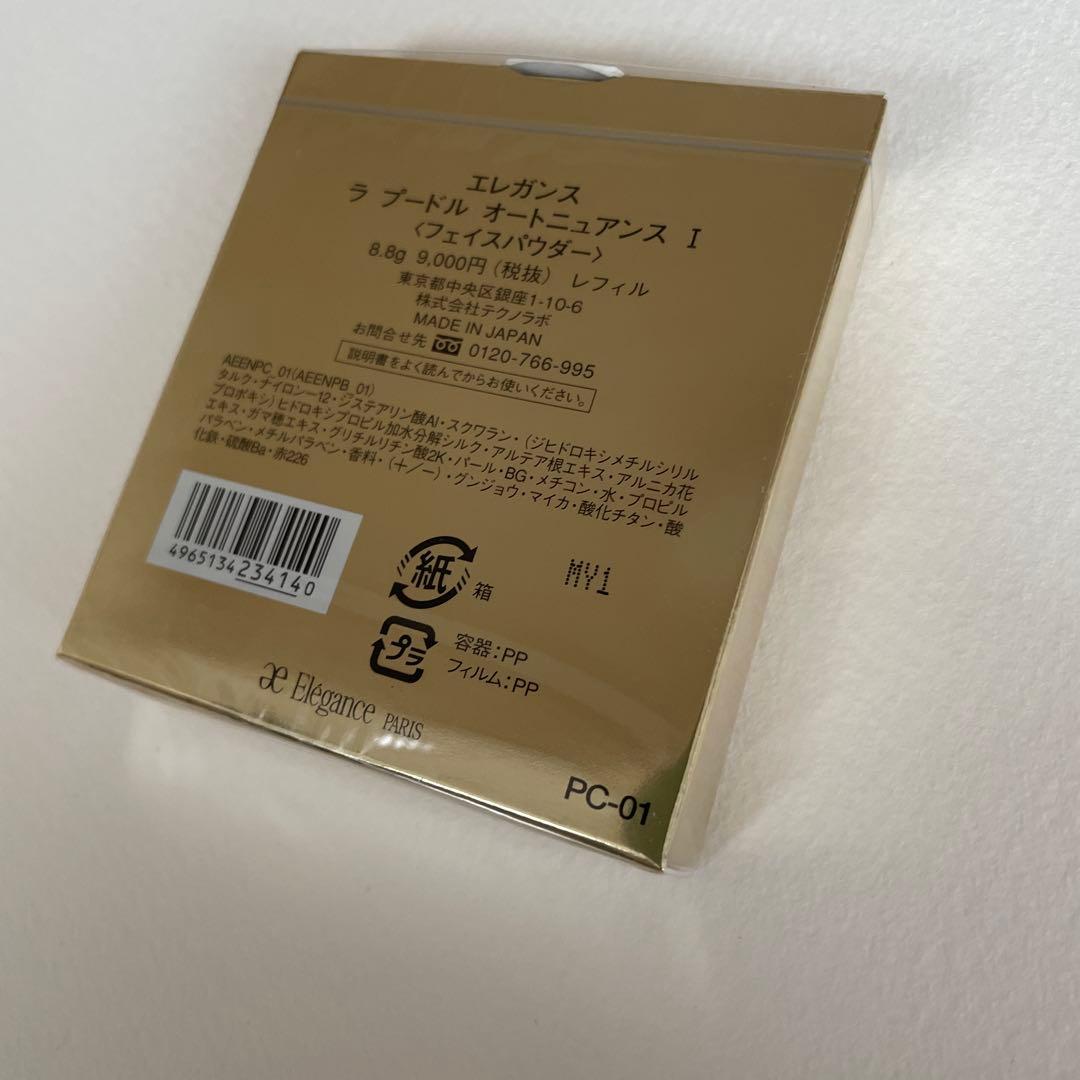 エレガンス
ラ プードル オートニュアンス I
〈フェイスパウダー〉
8.8g 9,000円(税抜) レフィル
東京都中央区銀座1-10-6
株式会社テクノラボ
MADE IN JAPAN
お問合せ先 0120-766-995
説明書をよく読んでからお使いください。
AEENPC_01(AEENPB_01)
タルク・ナイロン-12・ジステアリン酸Al・スクワラン・(ジヒドロキシメチルシリル
プロポキシ)ヒドロキシプロピル加水分解シルク・アルテア根エキス・アルニカ花
エキス・ガマ穂エキス・グリチルリチン酸2K・パール・BG・メチコン・水・プロピル
パラベン・メチルパラベン・香料・(+/-)・グンジョウ・マイカ・酸化チタン・酸
化鉄・硫酸Ba・赤226
4965134234140
紙 箱
MY1
プラ
容器:PP
フィルム:PP
æ Elégance PARIS
PC-01